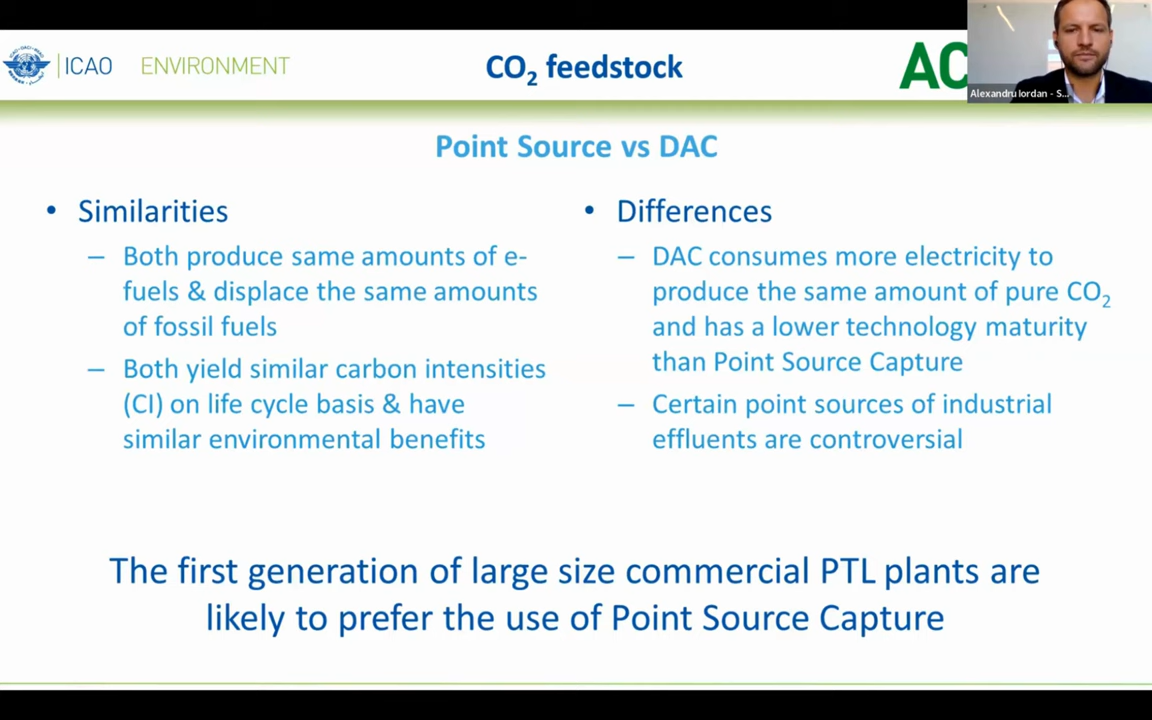 ICAO ENVIRONMENT
CO₂ feedstock
AC
Alexandru Iordan - S...
Point Source vs DAC
• Similarities
– Both produce same amounts of e-
fuels & displace the same amounts
of fossil fuels
– Both yield similar carbon intensities
(CI) on life cycle basis & have
similar environmental benefits
• Differences
– DAC consumes more electricity to
produce the same amount of pure CO₂
and has a lower technology maturity
than Point Source Capture
– Certain point sources of industrial
effluents are controversial
The first generation of large size commercial PTL plants are
likely to prefer the use of Point Source Capture